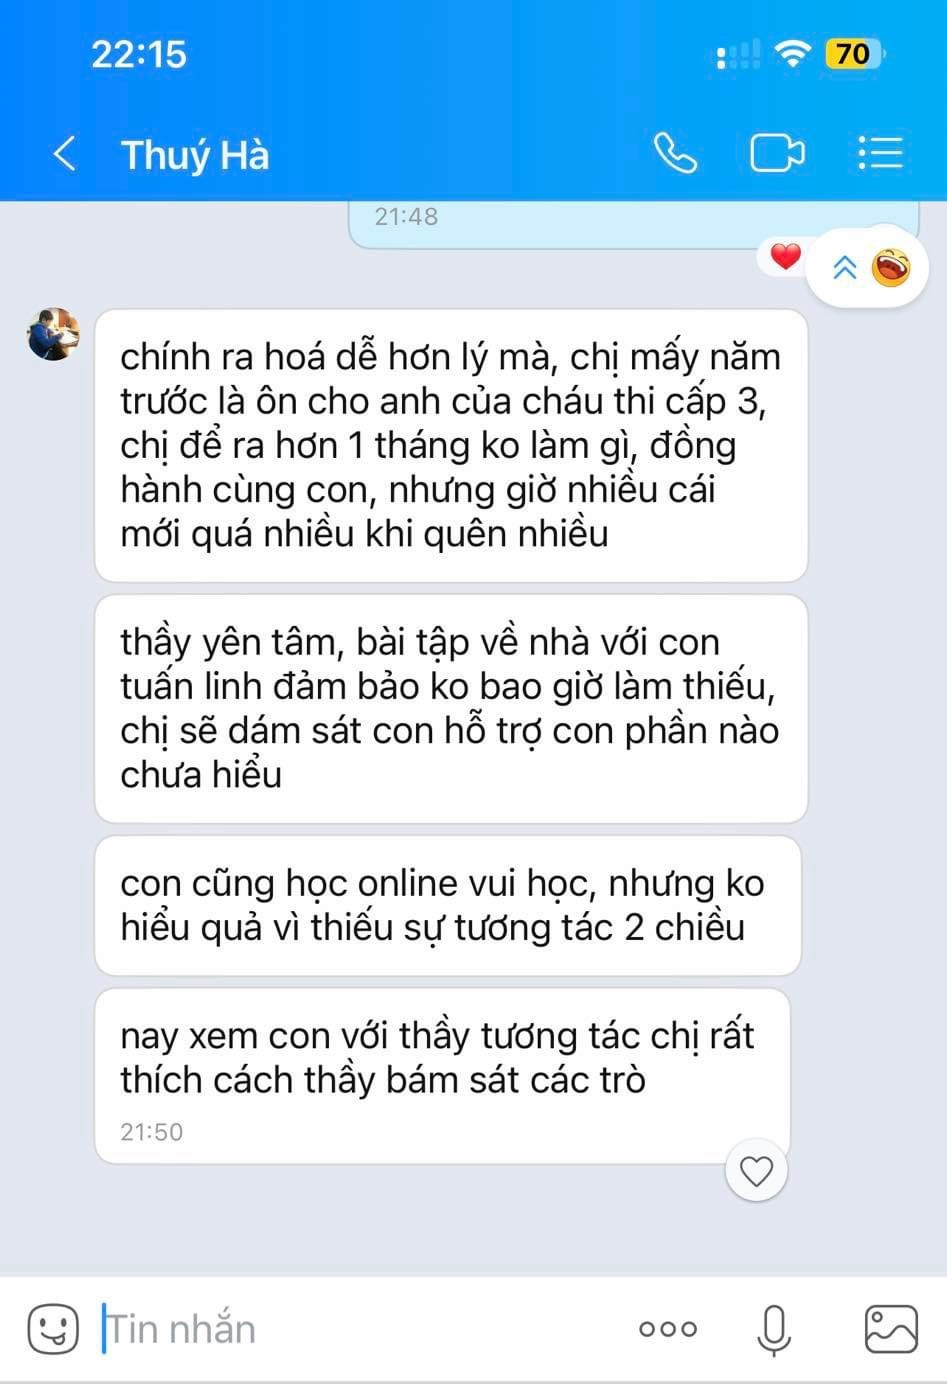 22:15
70
Thuý Hà
21:48
chính ra hoá dễ hơn lý mà, chị mấy năm
trước là ôn cho anh của cháu thi cấp 3,
chị để ra hơn 1 tháng ko làm gì, đồng
hành cùng con, nhưng giờ nhiều cái
mới quá nhiều khi quên nhiều
thầy yên tâm, bài tập về nhà với con
tuấn linh đảm bảo ko bao giờ làm thiếu,
chị sẽ dám sát con hỗ trợ con phần nào
chưa hiểu
con cũng học online vui học, nhưng ko
hiểu quả vì thiếu sự tương tác 2 chiều
nay xem con với thầy tương tác chị rất
thích cách thầy bám sát các trò
21:50
Tin nhắn